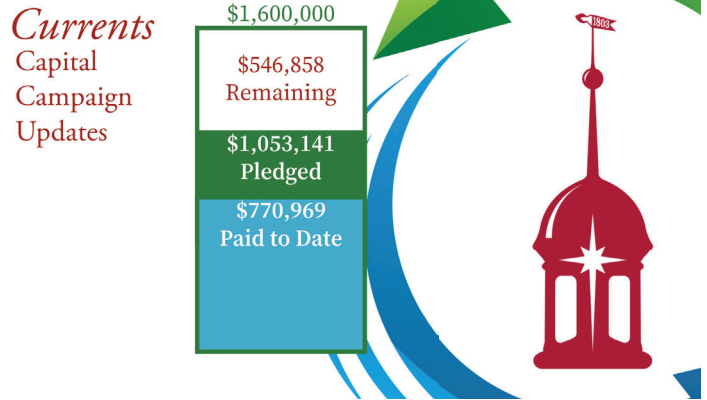 Currents
Capital
Campaign
Updates
$1,600,000
$546,858
Remaining
$1,053,141
Pledged
$770,969
Paid to Date
1803